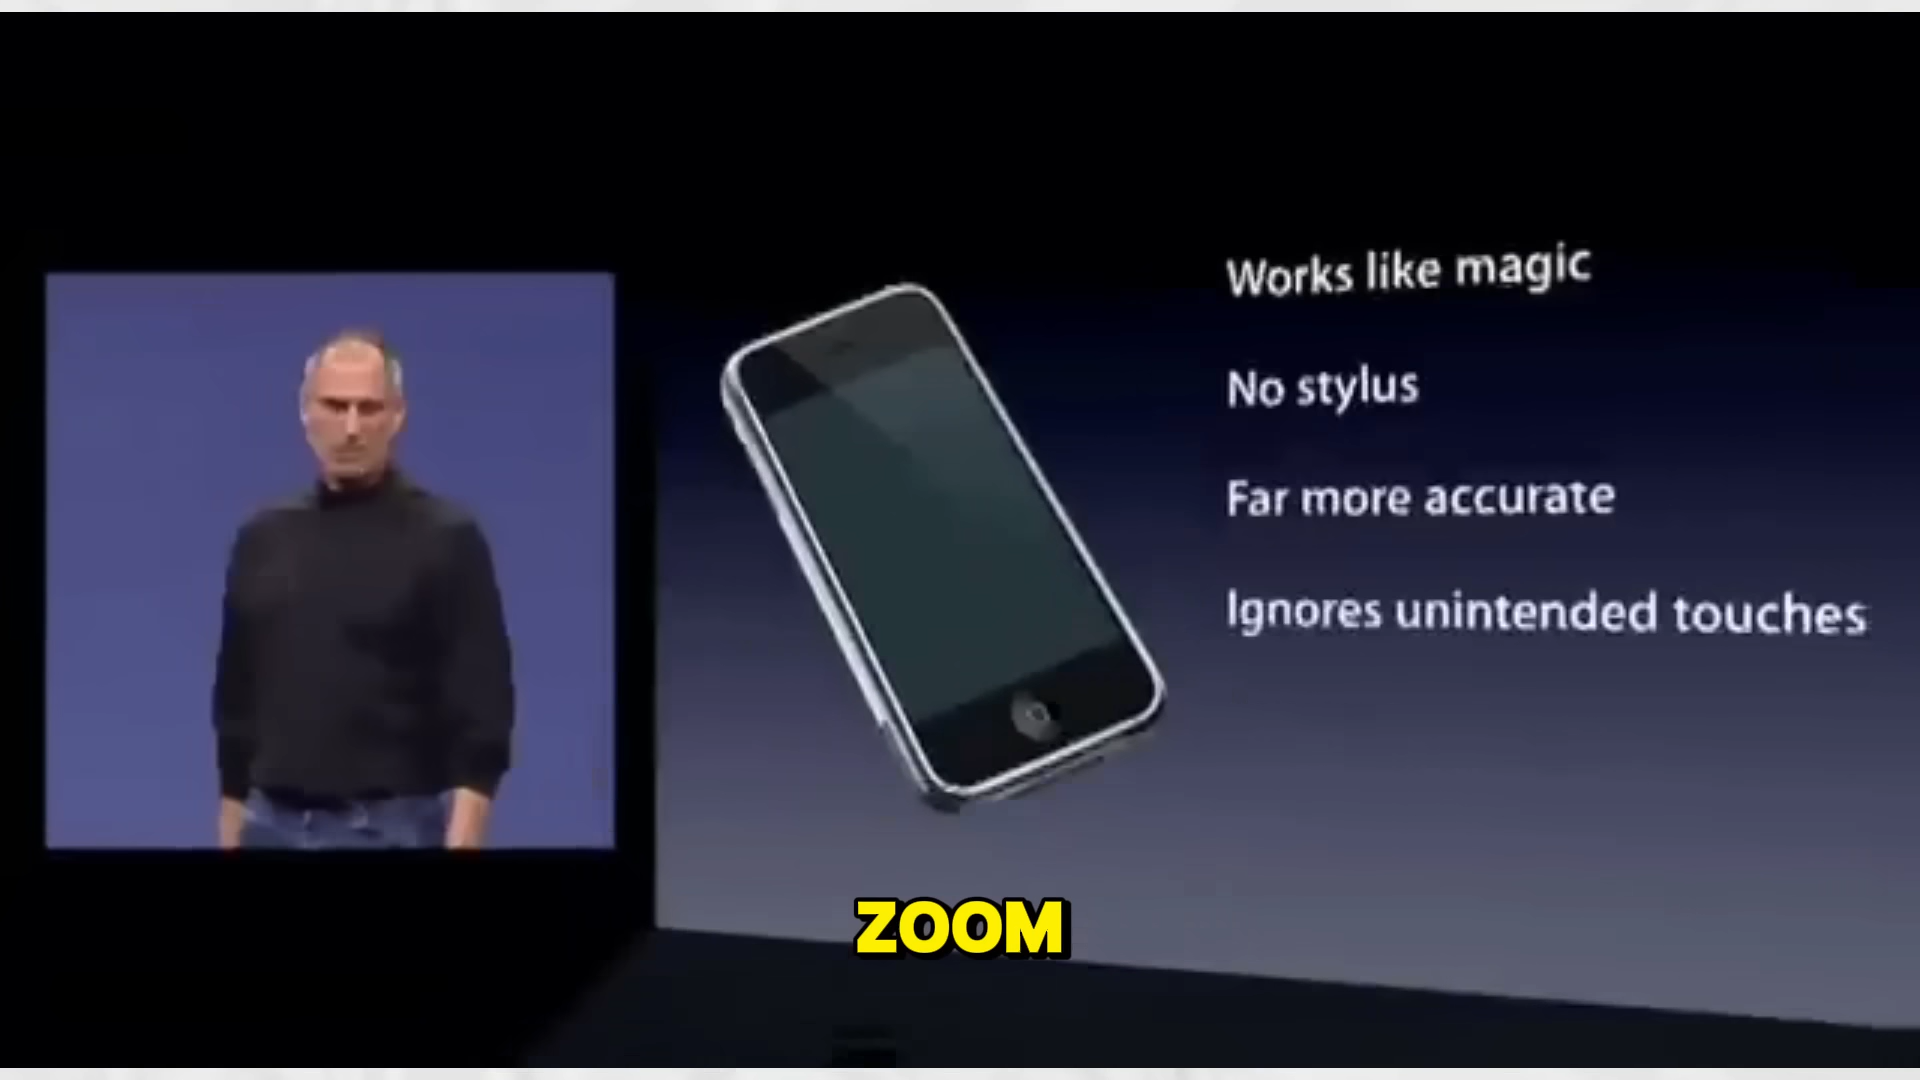 Works like magic
No stylus
Far more accurate
Ignores unintended touches
ZOOM